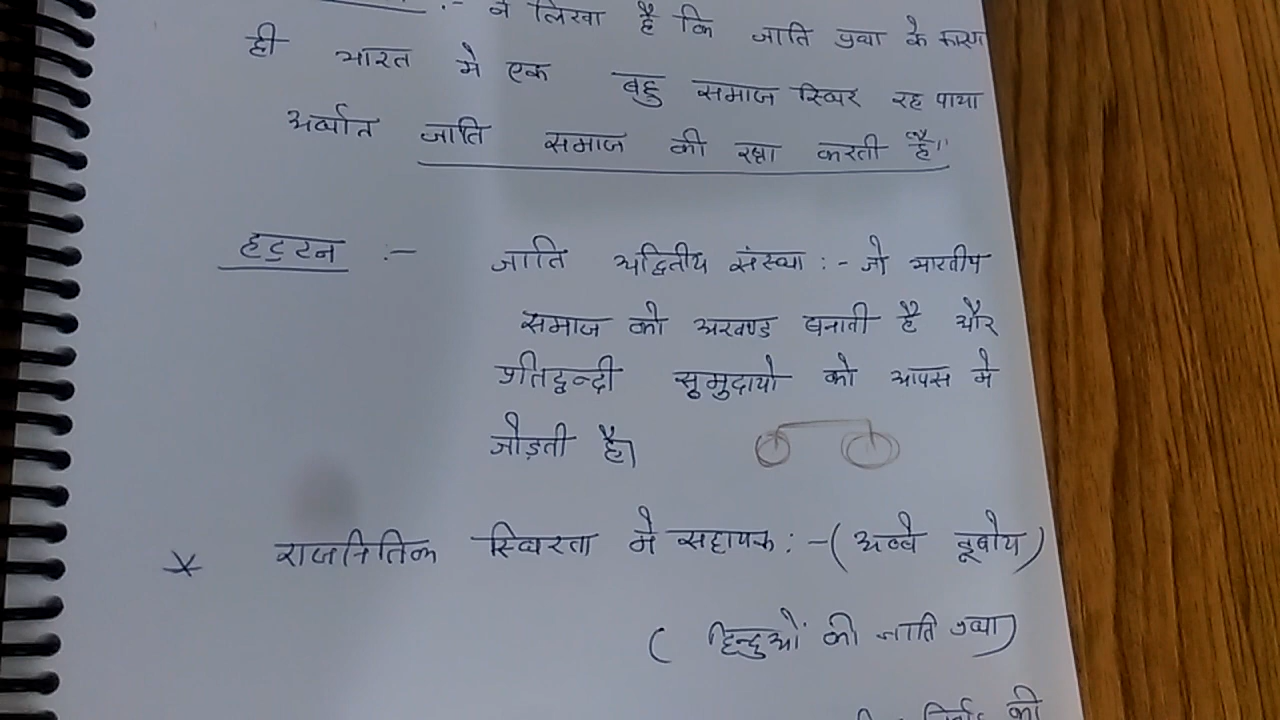 :- ने लिखा है कि जाति प्रथा के कारण
ही भारत मे एक बहु समाज स्थिर रह पाया
अर्थात जाति समाज की रक्षा करती है।"
हट्टन :- जाति अद्वितीय संस्था :- जो भारतीय
समाज को अखण्ड बनाती है और
प्रतिद्वन्दी समुदायो को आपस मे
जोड़ती है।
* राजनितिक स्थिरता मे सहायक :- (अब्बे डूबोय)
( हिन्दुओं की जाति प्रथा)
की